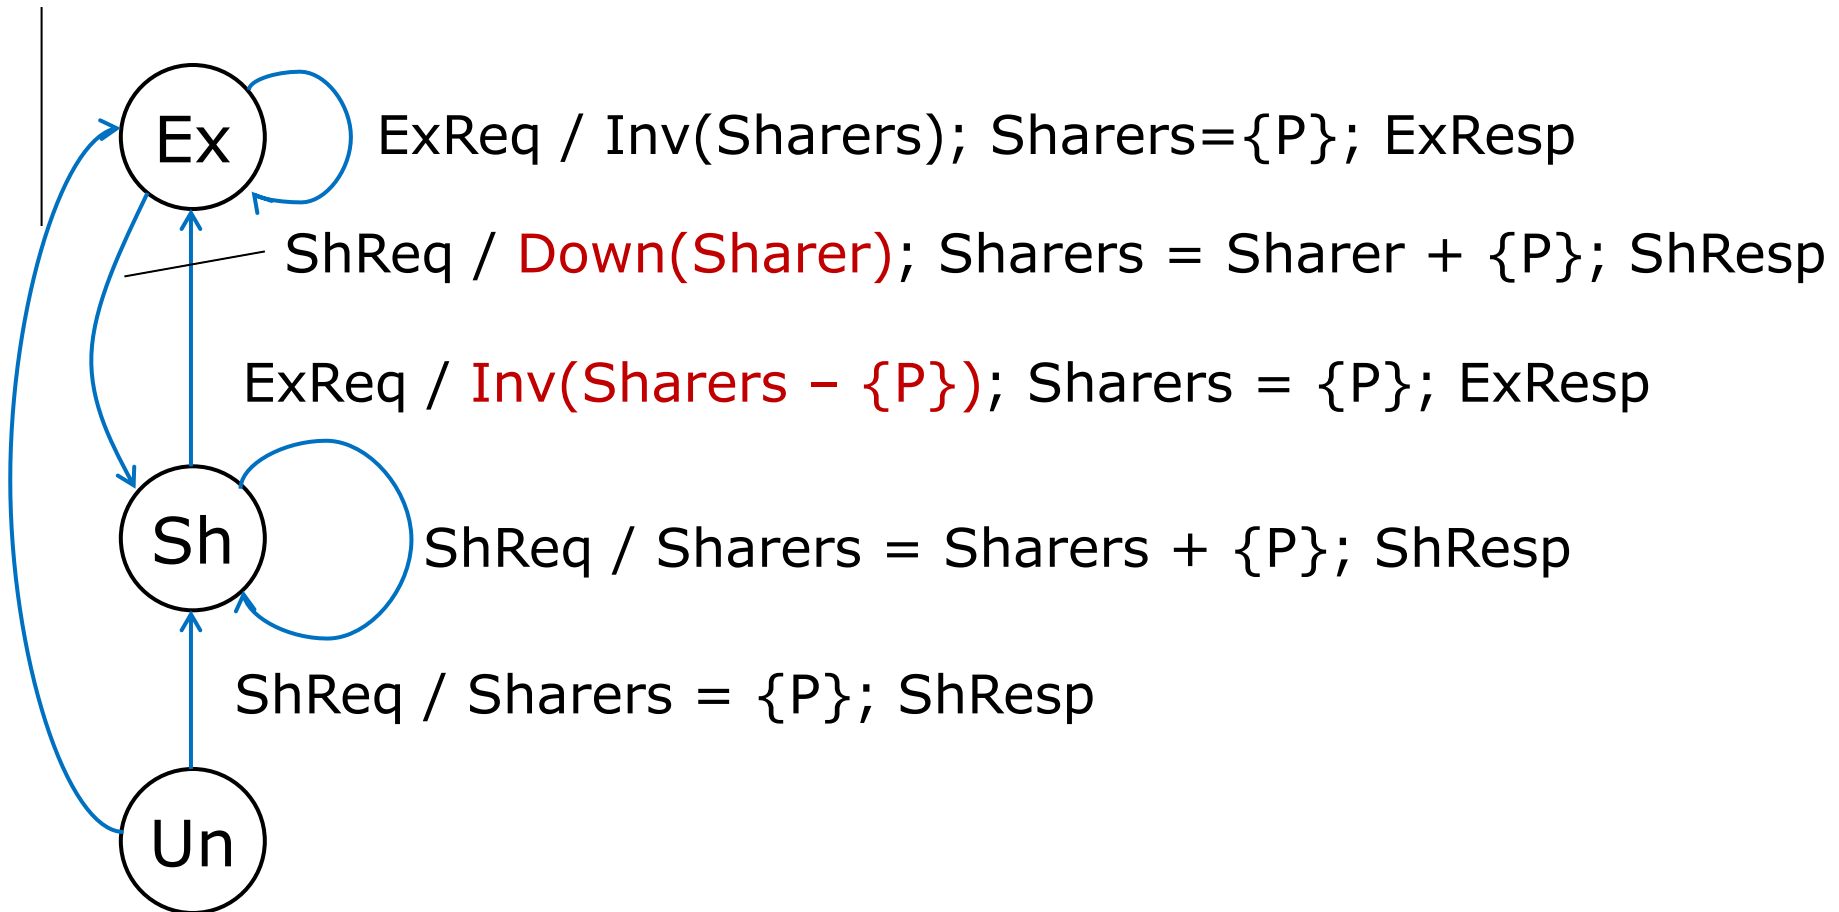 Ex
ExReq / Inv(Sharers); Sharers={P}; ExResp
ShReq / Down(Sharer); Sharers = Sharer + {P}; ShResp
ExReq / Inv(Sharers – {P}); Sharers = {P}; ExResp
Sh
ShReq / Sharers = Sharers + {P}; ShResp
ShReq / Sharers = {P}; ShResp
Un